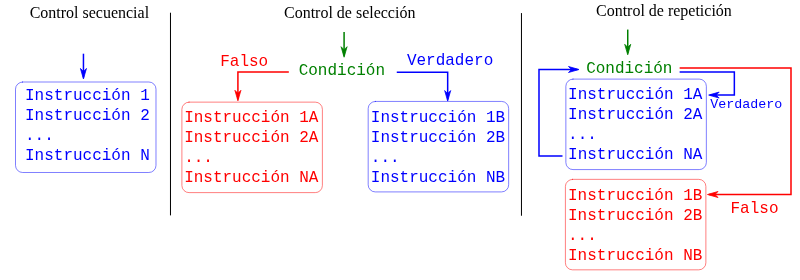 Control secuencial
Instrucción 1
Instrucción 2
...
Instrucción N
Control de selección
Falso
Condición
Verdadero
Instrucción 1A
Instrucción 2A
...
Instrucción NA
Instrucción 1B
Instrucción 2B
...
Instrucción NB
Control de repetición
Condición
Instrucción 1A
Instrucción 2A
...
Instrucción NA
Verdadero
Instrucción 1B
Instrucción 2B
...
Instrucción NB
Falso